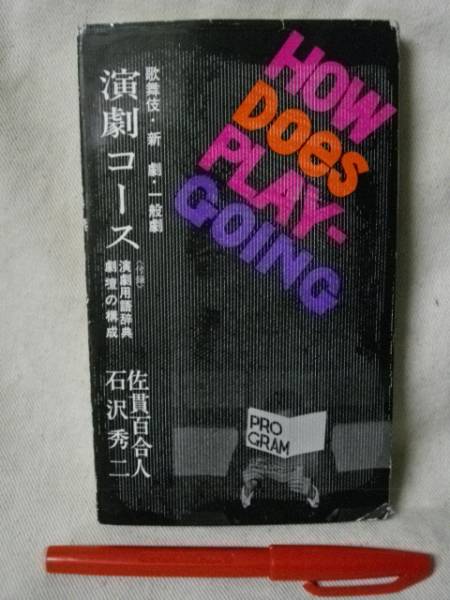 HOW
Does
PLAY-
GOING
歌舞伎・新劇・一般劇
演劇コース
〈付録〉
演劇用語辞典
劇壇の構成
佐貫百合人
石沢秀二
PRO
GRAM